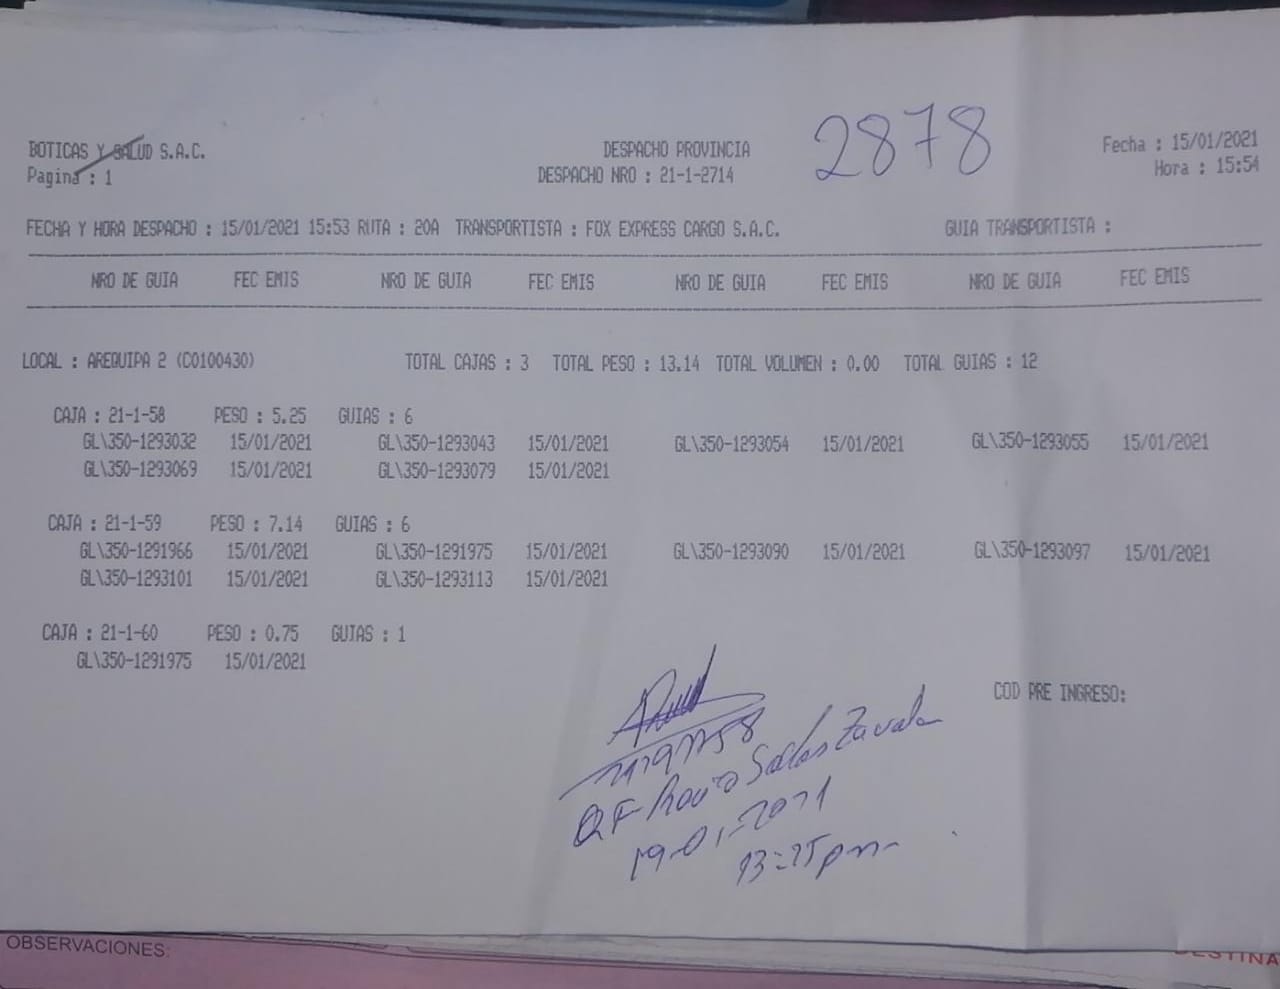 BOTICAS Y SALUD S.A.C. DESPACHO PROVINCIA 2878 Fecha : 15/01/2021
Pagina : 1 DESPACHO NRO : 21-1-2714 Hora : 15:54
FECHA Y HORA DESPACHO : 15/01/2021 15:53 RUTA : 20A TRANSPORTISTA : FOX EXPRESS CARGO S.A.C. GUIA TRANSPORTISTA :
NRO DE GUIA FEC EMIS NRO DE GUIA FEC EMIS NRO DE GUIA FEC EMIS NRO DE GUIA FEC EMIS
LOCAL : AREQUIPA 2 (C0100430) TOTAL CAJAS : 3 TOTAL PESO : 13.14 TOTAL VOLUMEN : 0.00 TOTAL GUIAS : 12
CAJA : 21-1-58 PESO : 5.25 GUIAS : 6
GL\350-1293032 15/01/2021 GL\350-1293043 15/01/2021 GL\350-1293054 15/01/2021 GL\350-1293055 15/01/2021
GL\350-1293069 15/01/2021 GL\350-1293079 15/01/2021
CAJA : 21-1-59 PESO : 7.14 GUIAS : 6
GL\350-1291966 15/01/2021 GL\350-1291975 15/01/2021 GL\350-1293090 15/01/2021 GL\350-1293097 15/01/2021
GL\350-1293101 15/01/2021 GL\350-1293113 15/01/2021
CAJA : 21-1-60 PESO : 0.75 GUIAS : 1
GL\350-1291975 15/01/2021
COD PRE INGRESO:
QF Salas Zavala
19-01-2021
13:25pm
OBSERVACIONES: